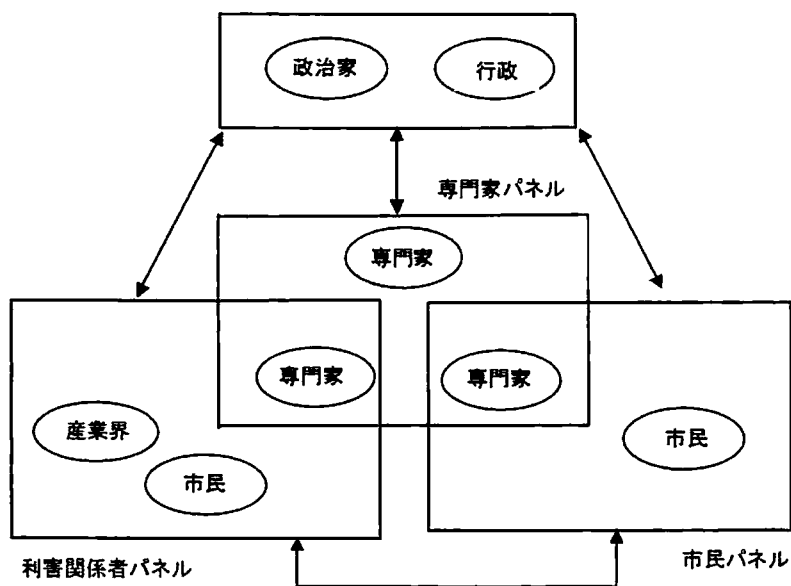 政治家
行政
専門家パネル
専門家
専門家
専門家
産業界
市民
市民
利害関係者パネル
市民パネル